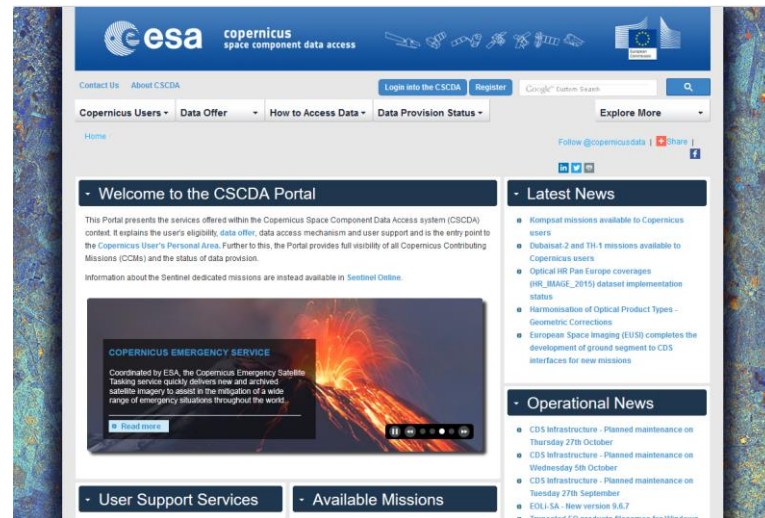 esa
copernicus
space component data access
European
Commission
Contact Us About CSCDA
Login into the CSCDA Register Google™ Custom Search
Copernicus Users Data Offer How to Access Data Data Provision Status Explore More
Home
Follow @copernicusdata | Share |
Welcome to the CSCDA Portal
This Portal presents the services offered within the Copernicus Space Component Data Access system (CSCDA)
context. It explains the user's eligibility, data offer, data access mechanism and user support and is the entry point to
the Copernicus User's Personal Area. Further to this, the Portal provides full visibility of all Copernicus Contributing
Missions (CCMs) and the status of data provision.
Information about the Sentinel dedicated missions are instead available in Sentinel Online.
COPERNICUS EMERGENCY SERVICE
Coordinated by ESA, the Copernicus Emergency Satellite
Tasking service quickly delivers new and archived
satellite imagery to assist in the mitigation of a wide
range of emergency situations throughout the world
Read more
User Support Services
Available Missions
Latest News
Kompsat missions available to Copernicus
users
Dubaisat-2 and TH-1 missions available to
Copernicus users
Optical HR Pan Europe coverages
(HR_IMAGE_2015) dataset implementation
status
Harmonisation of Optical Product Types -
Geometric Corrections
European Space Imaging (EUSI) completes the
development of ground segment to CDS
interfaces for new missions
Operational News
CDS Infrastructure - Planned maintenance on
Thursday 27th October
CDS Infrastructure - Planned maintenance on
Wednesday 5th October
CDS Infrastructure - Planned maintenance on
Tuesday 27th September
EOLi-SA - New version 9.6.7